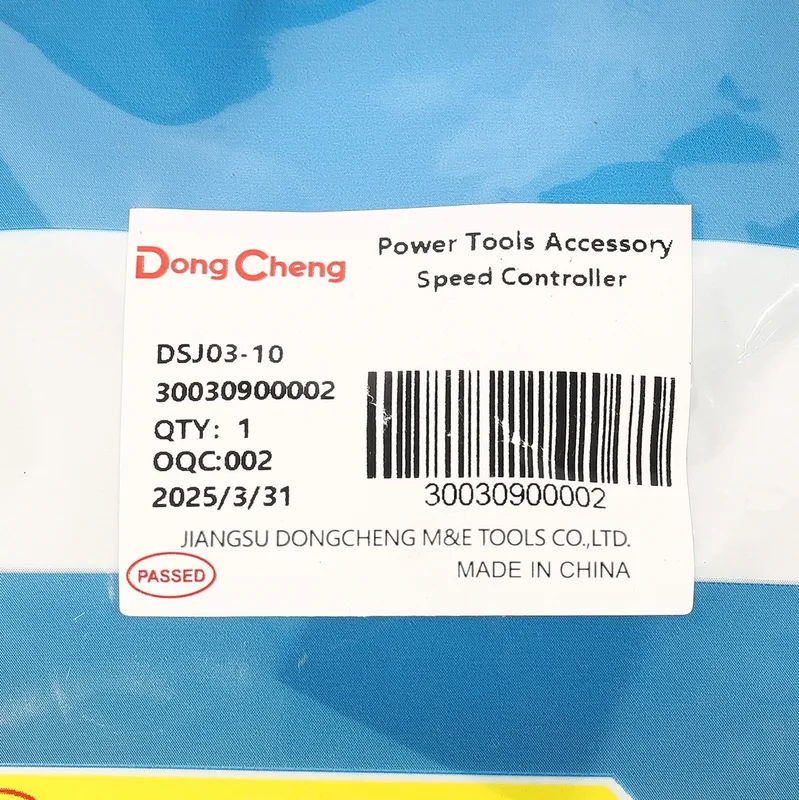 Dong Cheng
Power Tools Accessory
Speed Controller
DSJ03-10
30030900002
QTY: 1
OQC:002
2025/3/31
30030900002
JIANGSU DONGCHENG M&E TOOLS CO.,LTD.
PASSED
MADE IN CHINA